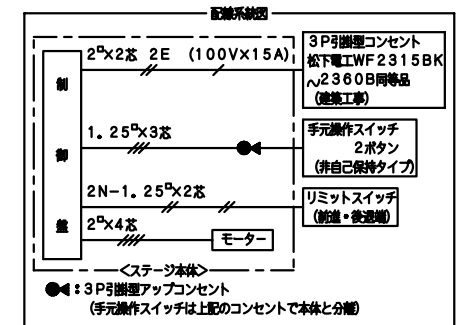 配線系統図
2□×2芯 2E (100V×15A)
3P引掛型コンセント
松下電工WF2315BK
～2360B同等品
(建築工事)
制
御
盤
1.25□×3芯
手元操作スイッチ
2ボタン
(非自己保持タイプ)
2N-1.25□×2芯
リミットスイッチ
(前進・後退端)
2□×4芯
モーター
<ステージ本体>
:3P引掛型アップコンセント
(手元操作スイッチは上記のコンセントで本体と分離)